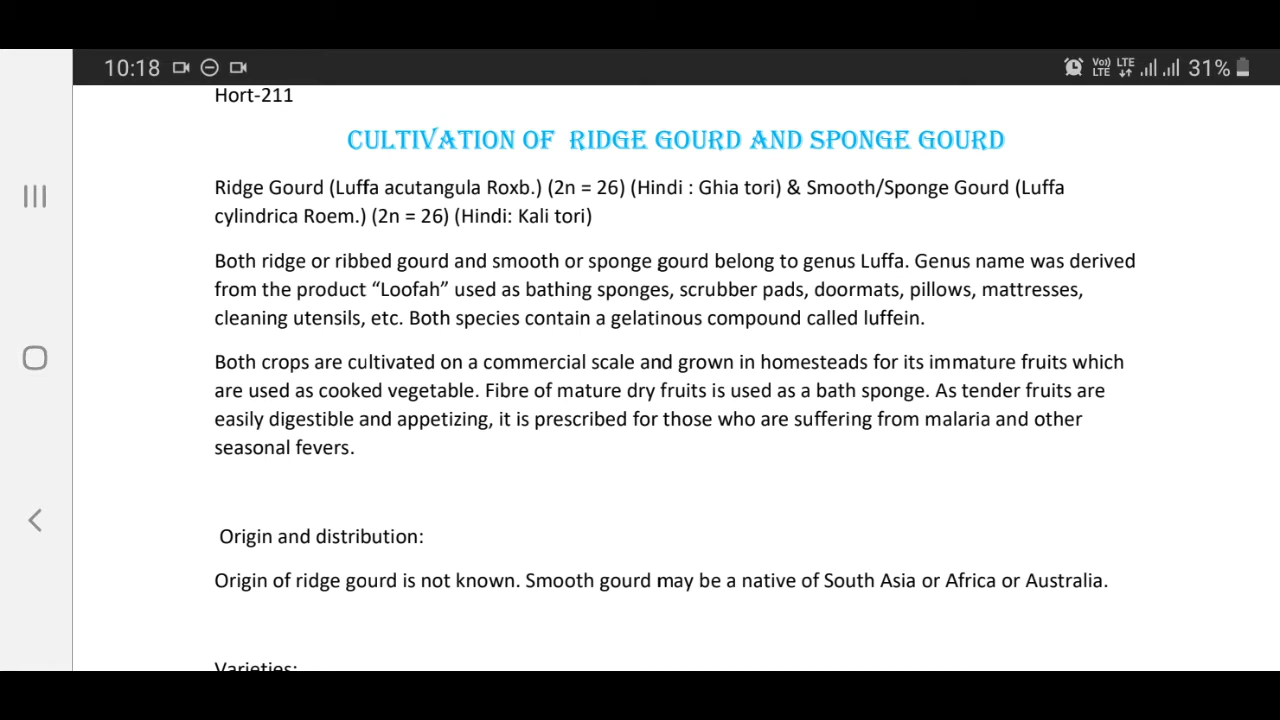 10:18
Vo)) LTE
LTE 31%
Hort-211
CULTIVATION OF RIDGE GOURD AND SPONGE GOURD
Ridge Gourd (Luffa acutangula Roxb.) (2n = 26) (Hindi : Ghia tori) & Smooth/Sponge Gourd (Luffa
cylindrica Roem.) (2n = 26) (Hindi: Kali tori)
Both ridge or ribbed gourd and smooth or sponge gourd belong to genus Luffa. Genus name was derived
from the product “Loofah” used as bathing sponges, scrubber pads, doormats, pillows, mattresses,
cleaning utensils, etc. Both species contain a gelatinous compound called luffein.
Both crops are cultivated on a commercial scale and grown in homesteads for its immature fruits which
are used as cooked vegetable. Fibre of mature dry fruits is used as a bath sponge. As tender fruits are
easily digestible and appetizing, it is prescribed for those who are suffering from malaria and other
seasonal fevers.
Origin and distribution:
Origin of ridge gourd is not known. Smooth gourd may be a native of South Asia or Africa or Australia.
Varieties: